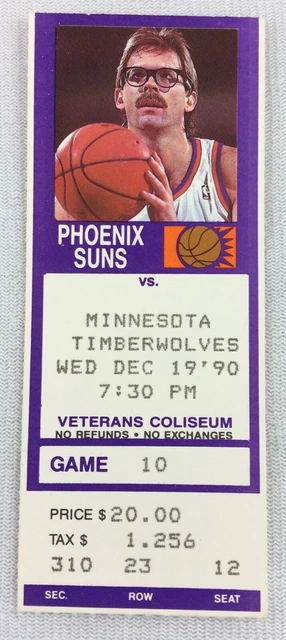 PHOENIX
SUNS
VS.
MINNESOTA
TIMBERWOLVES
WED DEC 19'90
7:30 PM
VETERANS COLISEUM
NO REFUNDS • NO EXCHANGES
GAME 10
PRICE $ 20.00
TAX $ 1.256
310 23 12
SEC. ROW SEAT